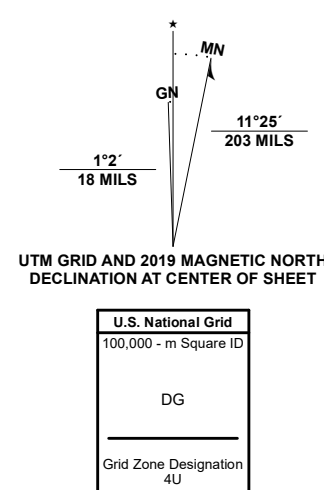 ★
MN
GN
11°25´
203 MILS
1°2´
18 MILS
UTM GRID AND 2019 MAGNETIC NORTH
DECLINATION AT CENTER OF SHEET
U.S. National Grid
100,000 - m Square ID
DG
Grid Zone Designation
4U